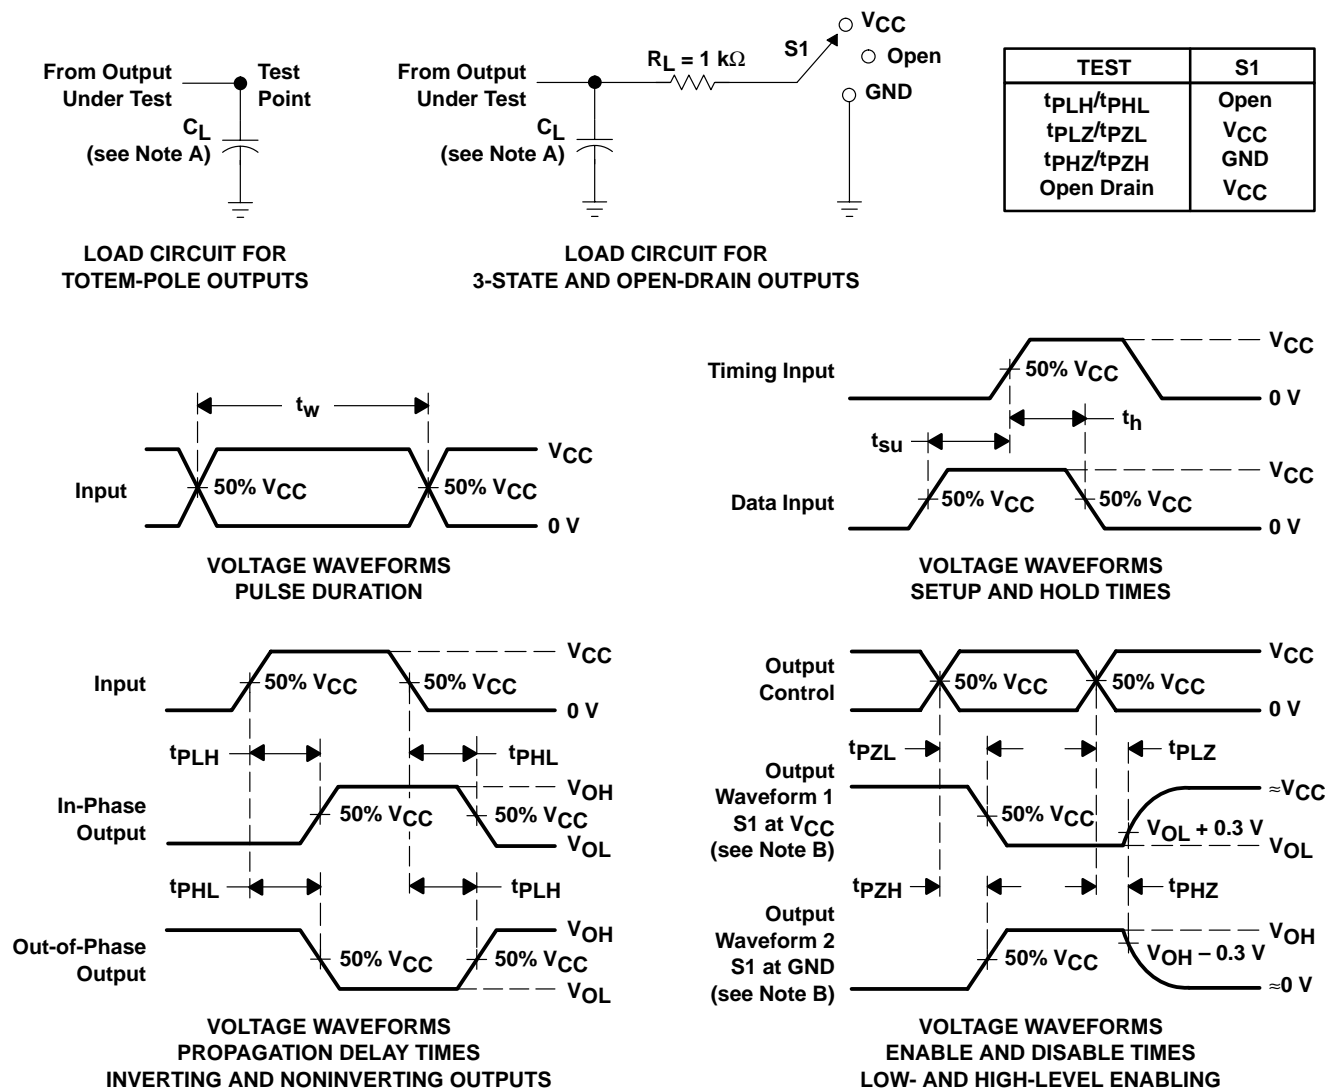 From Output
Under Test
Test
Point
CL
(see Note A)
LOAD CIRCUIT FOR
TOTEM-POLE OUTPUTS
From Output
Under Test
RL = 1 kΩ
S1
VCC
Open
GND
CL
(see Note A)
LOAD CIRCUIT FOR
3-STATE AND OPEN-DRAIN OUTPUTS
TEST S1
tPLH/tPHL Open
tPLZ/tPZL VCC
tPHZ/tPZH GND
Open Drain VCC
tw
Input
50% VCC
50% VCC
VCC
0 V
VOLTAGE WAVEFORMS
PULSE DURATION
Timing Input
50% VCC
VCC
0 V
tsu
th
Data Input
50% VCC
50% VCC
VCC
0 V
VOLTAGE WAVEFORMS
SETUP AND HOLD TIMES
Input
50% VCC
50% VCC
VCC
0 V
tPLH
tPHL
In-Phase
Output
50% VCC
50% VCC
VOH
VOL
tPHL
tPLH
Out-of-Phase
Output
50% VCC
50% VCC
VOH
VOL
VOLTAGE WAVEFORMS
PROPAGATION DELAY TIMES
INVERTING AND NONINVERTING OUTPUTS
Output
Control
50% VCC
50% VCC
VCC
0 V
tPZL
tPLZ
Output
Waveform 1
S1 at VCC
(see Note B)
50% VCC
VOL + 0.3 V
≈VCC
VOL
tPZH
tPHZ
Output
Waveform 2
S1 at GND
(see Note B)
50% VCC
VOH – 0.3 V
VOH
≈0 V
VOLTAGE WAVEFORMS
ENABLE AND DISABLE TIMES
LOW- AND HIGH-LEVEL ENABLING